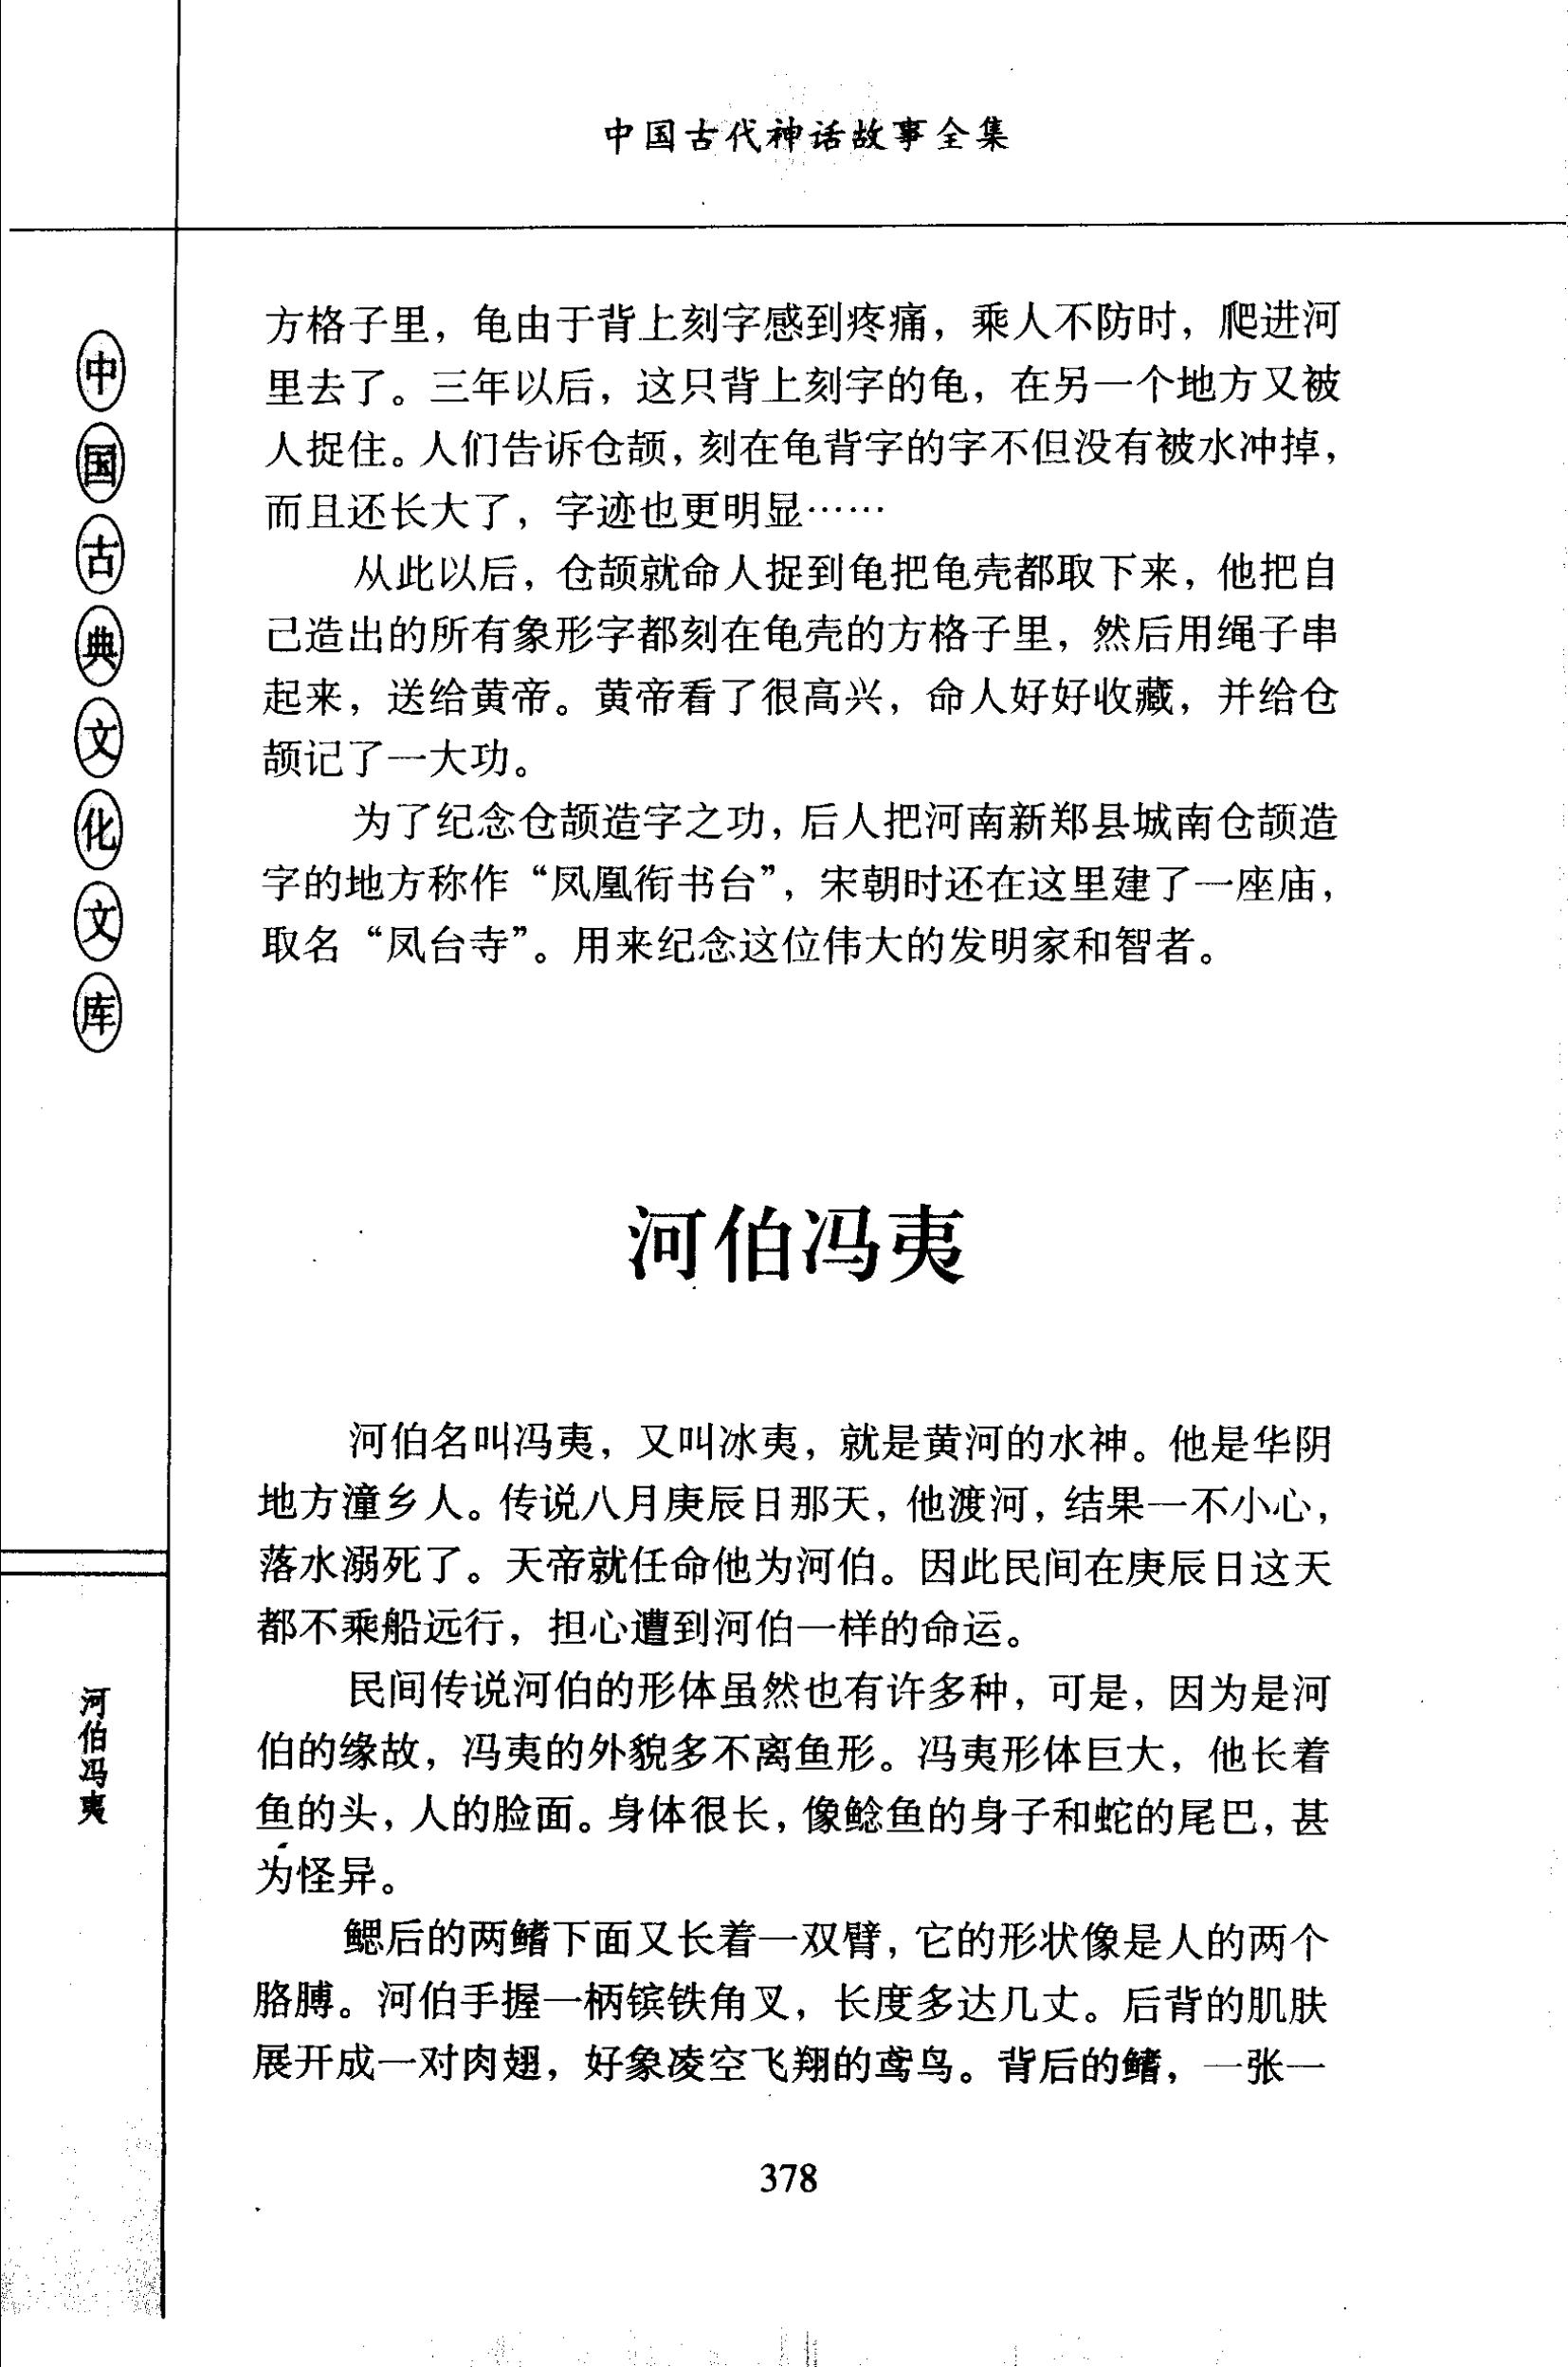 中国古代神话故事全集
中国古典文化文库
方格子里，龟由于背上刻字感到疼痛，乘人不防时，爬进河
里去了。三年以后，这只背上刻字的龟，在另一个地方又被
人捉住。人们告诉仓颉，刻在龟背字的字不但没有被水冲掉，
而且还长大了，字迹也更明显……
从此以后，仓颉就命人捉到龟把龟壳都取下来，他把自
己造出的所有象形字都刻在龟壳的方格子里，然后用绳子串
起来，送给黄帝。黄帝看了很高兴，命人好好收藏，并给仓
颉记了一大功。
为了纪念仓颉造字之功，后人把河南新郑县城南仓颉造
字的地方称作“凤凰衔书台”，宋朝时还在这里建了一座庙，
取名“凤台寺”。用来纪念这位伟大的发明家和智者。
河伯冯夷
河伯名叫冯夷，又叫冰夷，就是黄河的水神。他是华阴
地方潼乡人。传说八月庚辰日那天，他渡河，结果一不小心，
落水溺死了。天帝就任命他为河伯。因此民间在庚辰日这天
都不乘船远行，担心遭到河伯一样的命运。
民间传说河伯的形体虽然也有许多种，可是，因为是河
伯的缘故，冯夷的外貌多不离鱼形。冯夷形体巨大，他长着
鱼的头，人的脸面。身体很长，像鲶鱼的身子和蛇的尾巴，甚
为怪异。
鳃后的两鳍下面又长着一双臂，它的形状像是人的两个
胳膊。河伯手握一柄镔铁角叉，长度多达几丈。后背的肌肤
展开成一对肉翅，好象凌空飞翔的鸢鸟。背后的鳍，一张一
河伯冯夷
378